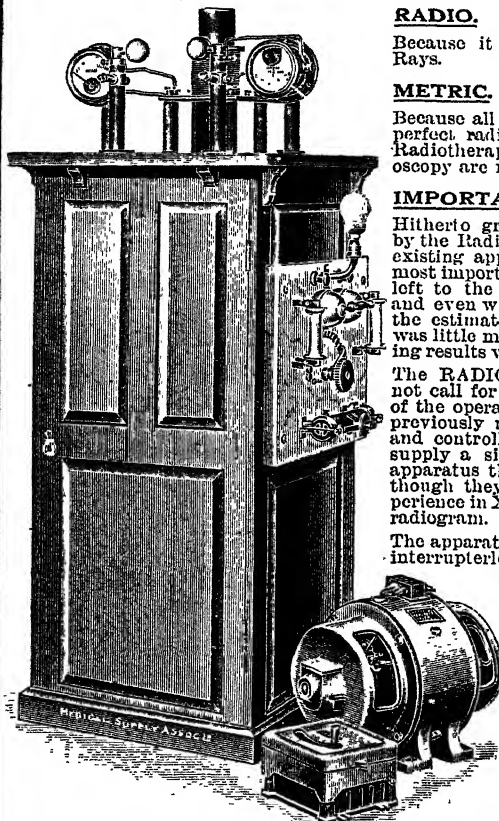 RADIO.
Because it
Rays.
METRIC.
Because all
perfect radi
Radiotherap
oscopy are
IMPORTA
Hitherto gr
by the Radi
existing app
most importa
left to the
and even w
the estimat
was little m
ing results v
The RADIO
not call for
of the opera
previously
and control
supply a si
apparatus th
though they
perience in
radiogram.
The apparat
interrupterl
MEDICAL SUPPLY ASSOC LD